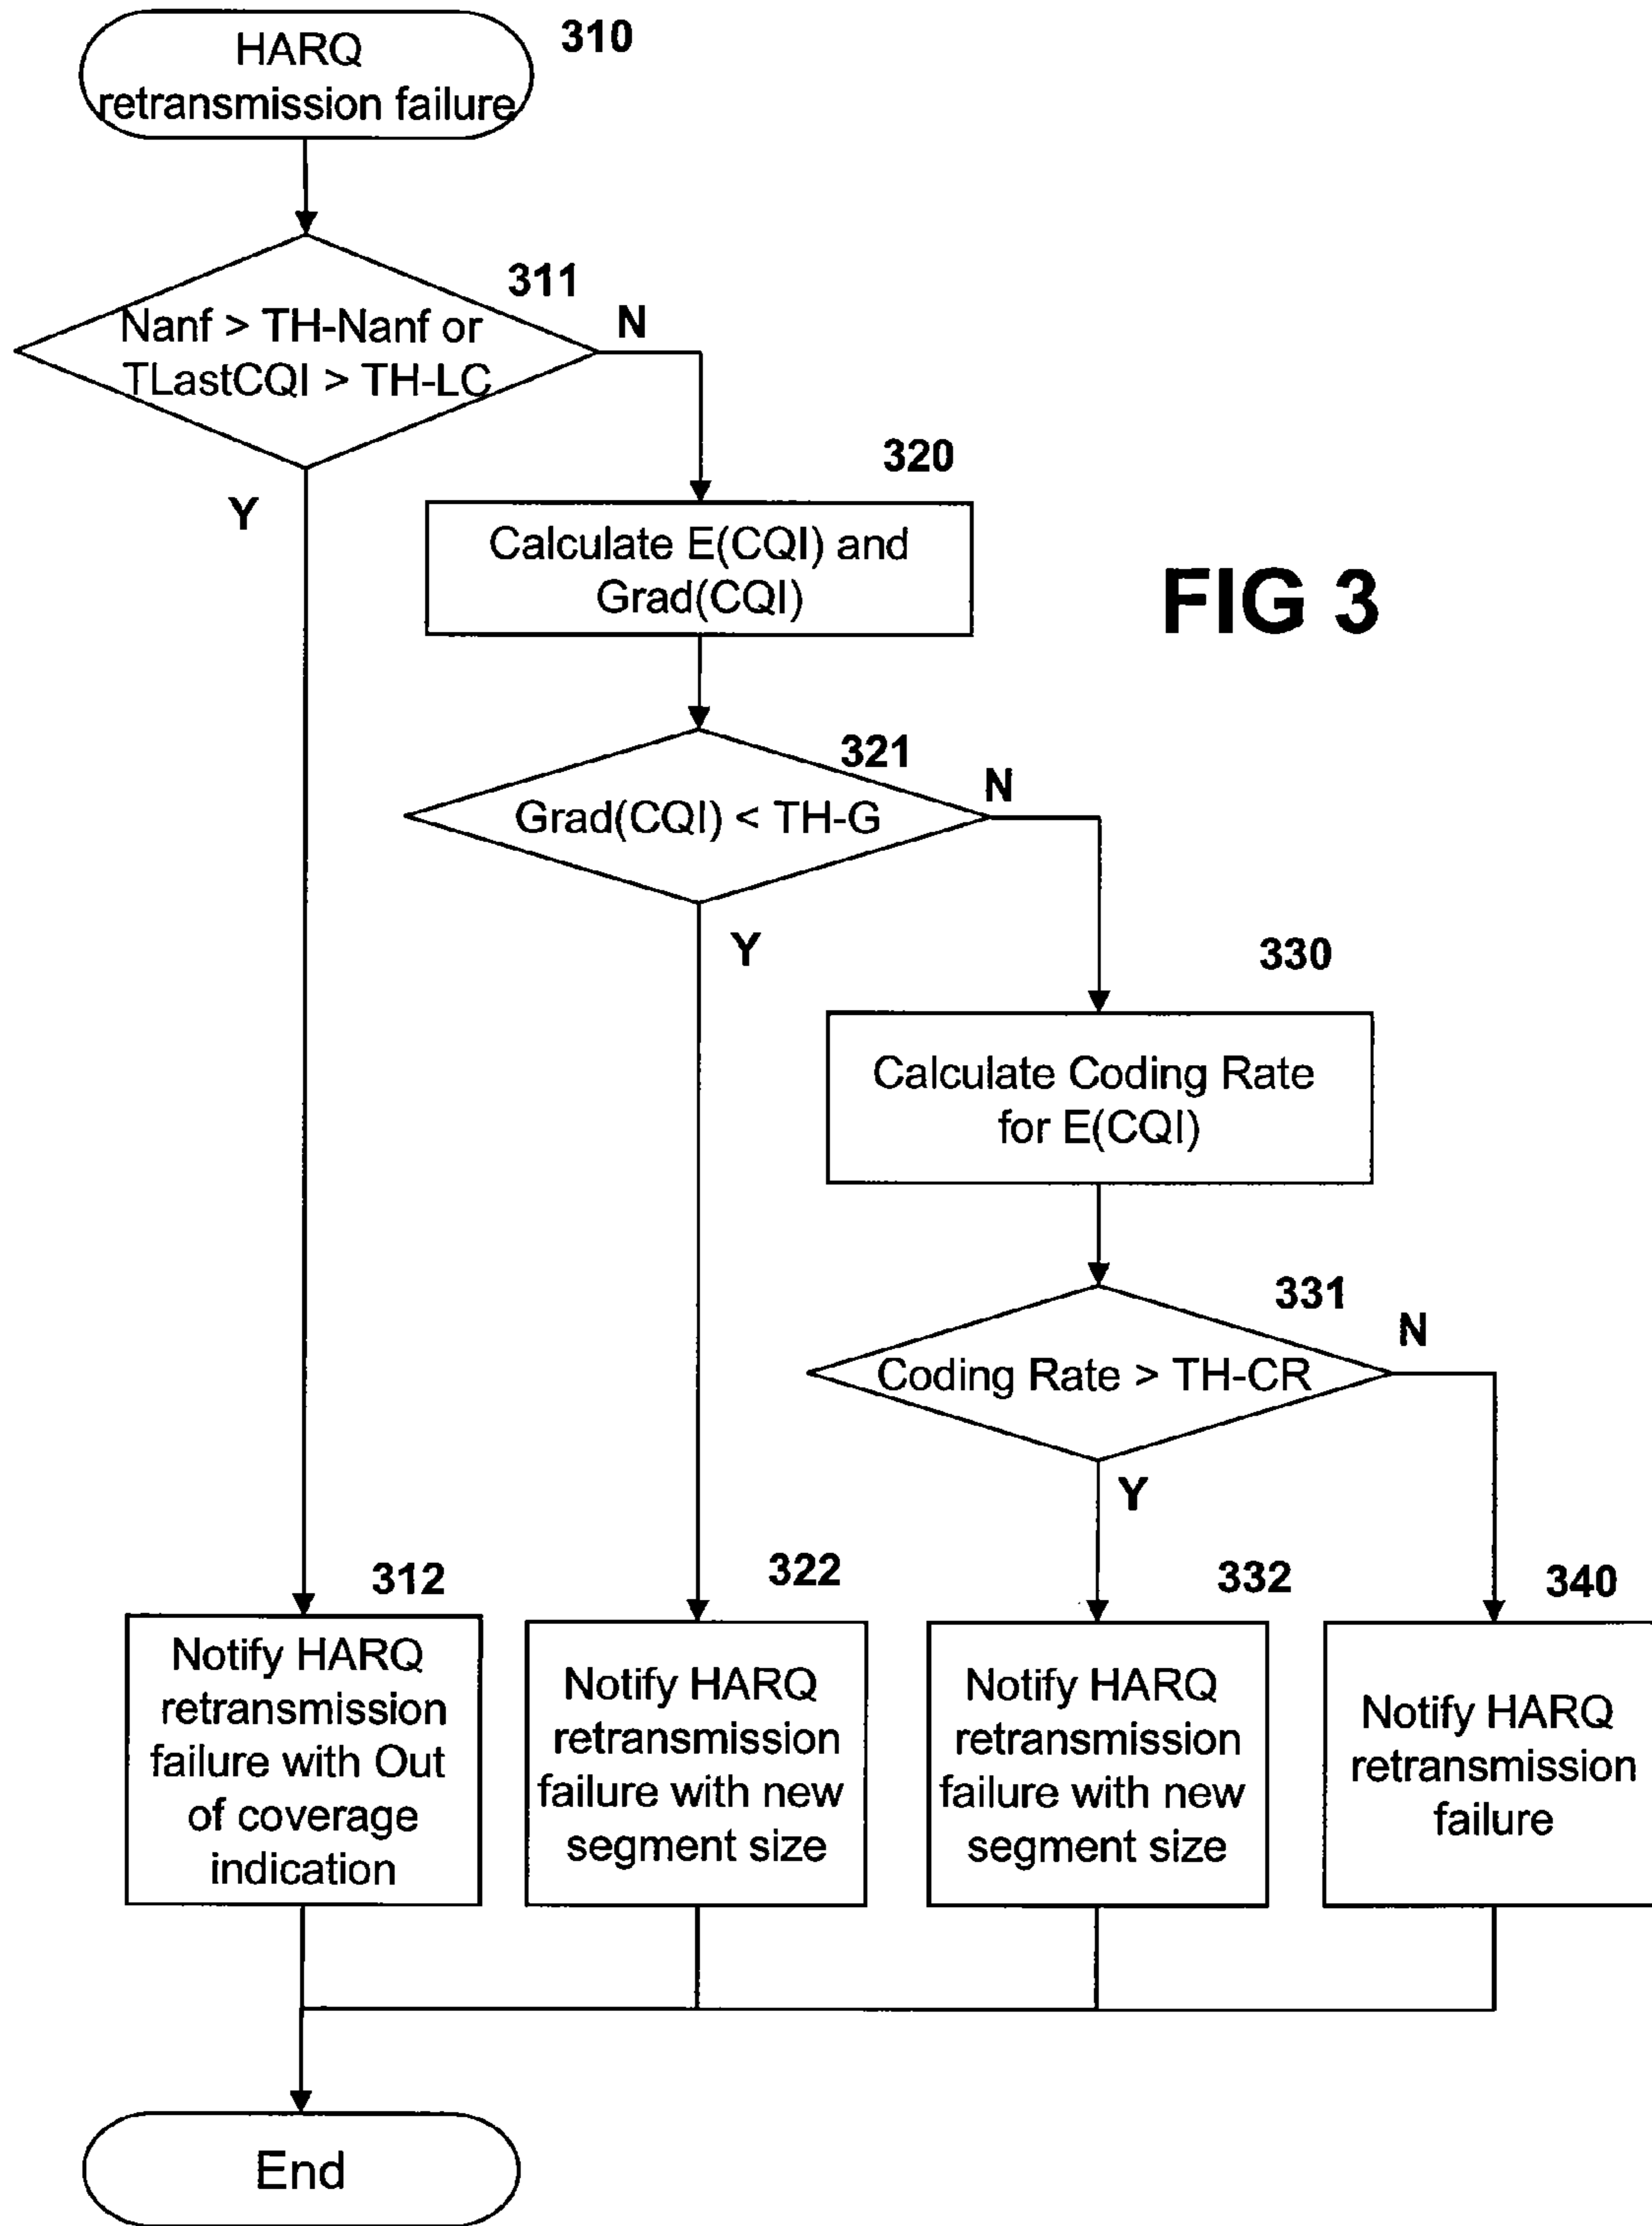 HARQ
retransmission failure
310
311
Nanf > TH-Nanf or
TLastCQI > TH-LC
N
Y
320
Calculate E(CQI) and
Grad(CQI)
FIG 3
321
Grad(CQI) < TH-G
N
Y
330
Calculate Coding Rate
for E(CQI)
331
Coding Rate > TH-CR
N
Y
312
Notify HARQ
retransmission
failure with Out
of coverage
indication
322
Notify HARQ
retransmission
failure with new
segment size
332
Notify HARQ
retransmission
failure with new
segment size
340
Notify HARQ
retransmission
failure
End